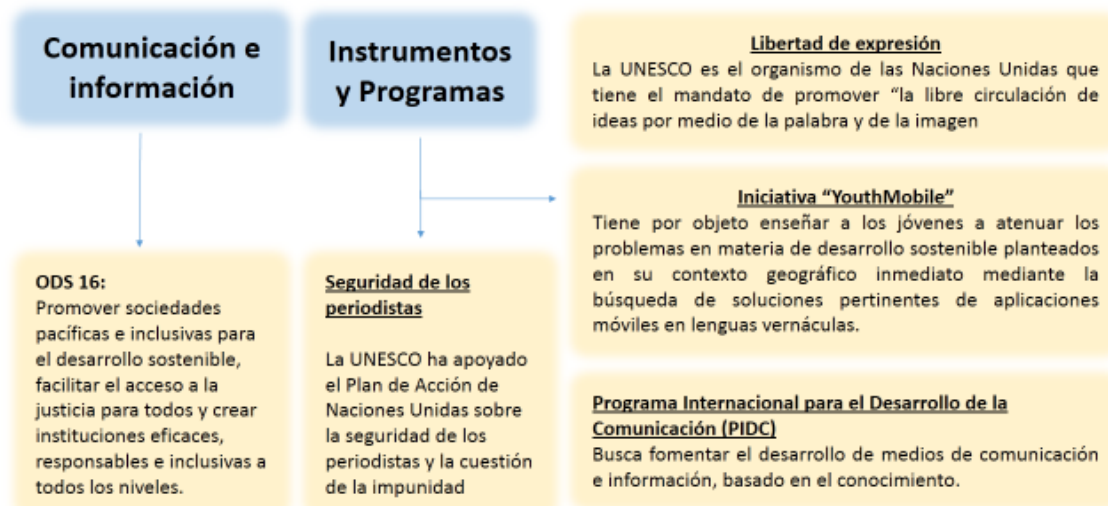 Comunicación e
información
Instrumentos
y Programas
Libertad de expresión
La UNESCO es el organismo de las Naciones Unidas que
tiene el mandato de promover “la libre circulación de
ideas por medio de la palabra y de la imagen
Iniciativa “YouthMobile”
Tiene por objeto enseñar a los jóvenes a atenuar los
problemas en materia de desarrollo sostenible planteados
en su contexto geográfico inmediato mediante la
búsqueda de soluciones pertinentes de aplicaciones
móviles en lenguas vernáculas.
ODS 16:
Promover sociedades
pacíficas e inclusivas para
el desarrollo sostenible,
facilitar el acceso a la
justicia para todos y crear
instituciones eficaces,
responsables e inclusivas a
todos los niveles.
Seguridad de los
periodistas
La UNESCO ha apoyado
el Plan de Acción de
Naciones Unidas sobre
la seguridad de los
periodistas y la cuestión
de la impunidad
Programa Internacional para el Desarrollo de la
Comunicación (PIDC)
Busca fomentar el desarrollo de medios de comunicación
e información, basado en el conocimiento.